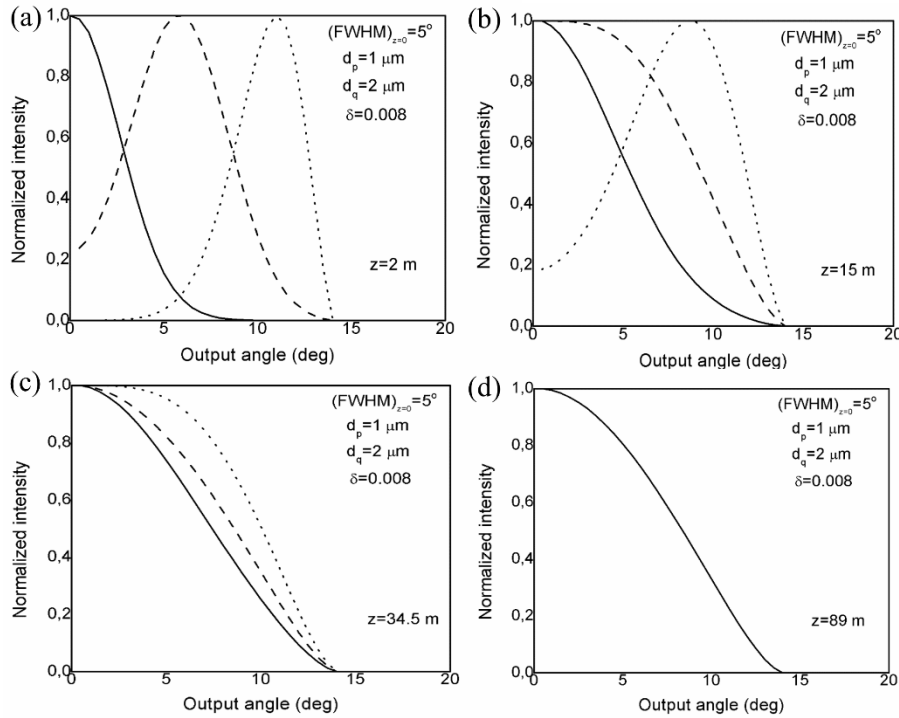 (a)
1,0
0,8
0,6
0,4
0,2
0,0
0
5
10
15
20
Normalized intensity
Output angle (deg)
(FWHM)z=0=5°
dp=1 μm
dq=2 μm
δ=0.008
z=2 m
(b)
1,0
0,8
0,6
0,4
0,2
0,0
0
5
10
15
20
Normalized intensity
Output angle (deg)
(FWHM)z=0=5°
dp=1 μm
dq=2 μm
δ=0.008
z=15 m
(c)
1,0
0,8
0,6
0,4
0,2
0,0
0
5
10
15
20
Normalized intensity
Output angle (deg)
(FWHM)z=0=5°
dp=1 μm
dq=2 μm
δ=0.008
z=34.5 m
(d)
1,0
0,8
0,6
0,4
0,2
0,0
0
5
10
15
20
Normalized intensity
Output angle (deg)
(FWHM)z=0=5°
dp=1 μm
dq=2 μm
δ=0.008
z=89 m